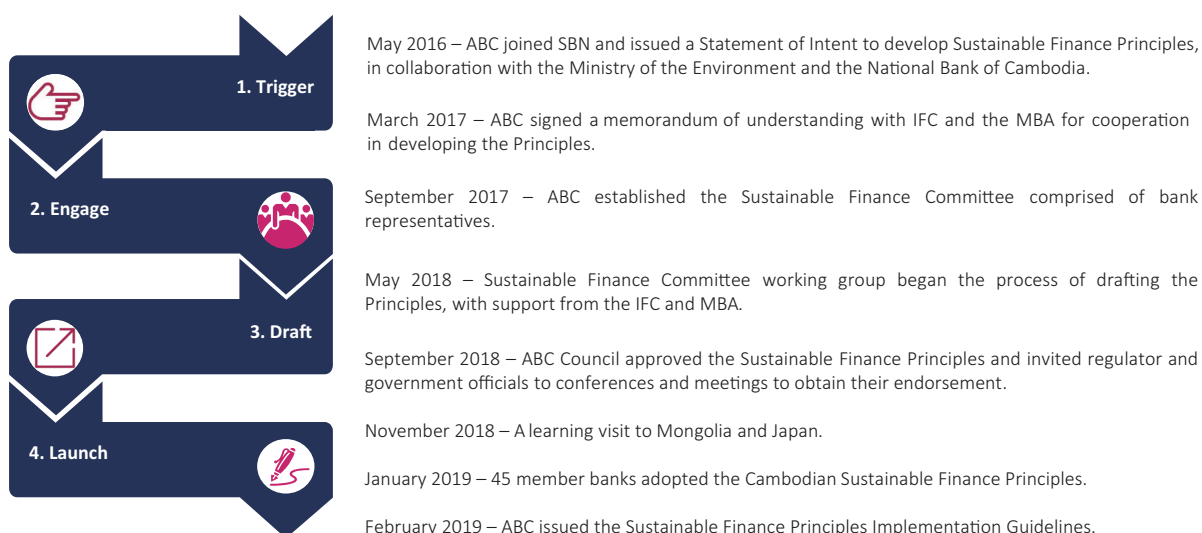 1. Trigger
2. Engage
3. Draft
4. Launch
May 2016 – ABC joined SBN and issued a Statement of Intent to develop Sustainable Finance Principles,
in collaboration with the Ministry of the Environment and the National Bank of Cambodia.
March 2017 – ABC signed a memorandum of understanding with IFC and the MBA for cooperation
in developing the Principles.
September 2017 – ABC established the Sustainable Finance Committee comprised of bank
representatives.
May 2018 – Sustainable Finance Committee working group began the process of drafting the
Principles, with support from the IFC and MBA.
September 2018 – ABC Council approved the Sustainable Finance Principles and invited regulator and
government officials to conferences and meetings to obtain their endorsement.
November 2018 – A learning visit to Mongolia and Japan.
January 2019 – 45 member banks adopted the Cambodian Sustainable Finance Principles.
February 2019 – ABC issued the Sustainable Finance Principles Implementation Guidelines.